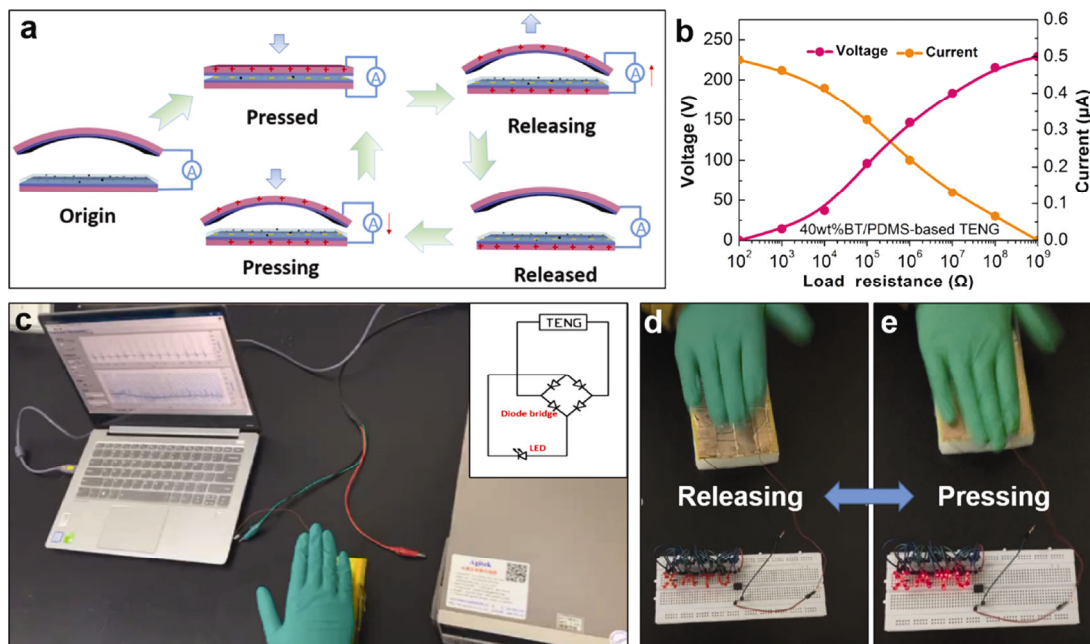 a
Pressed
Origin
Pressing
Releasing
Released
b
Voltage
Current
250
200
150
100
50
0
Voltage (V)
0.6
0.5
0.4
0.3
0.2
0.1
0.0
Current (μA)
40wt%BT/PDMS-based TENG
10² 10³ 10⁴ 10⁵ 10⁶ 10⁷ 10⁸ 10⁹
Load resistance (Ω)
A
A
A
A
A
+ + + + + + + +
c
TENG
Diode bridge
LED
Agitek
d
Releasing
e
Pressing
XATU